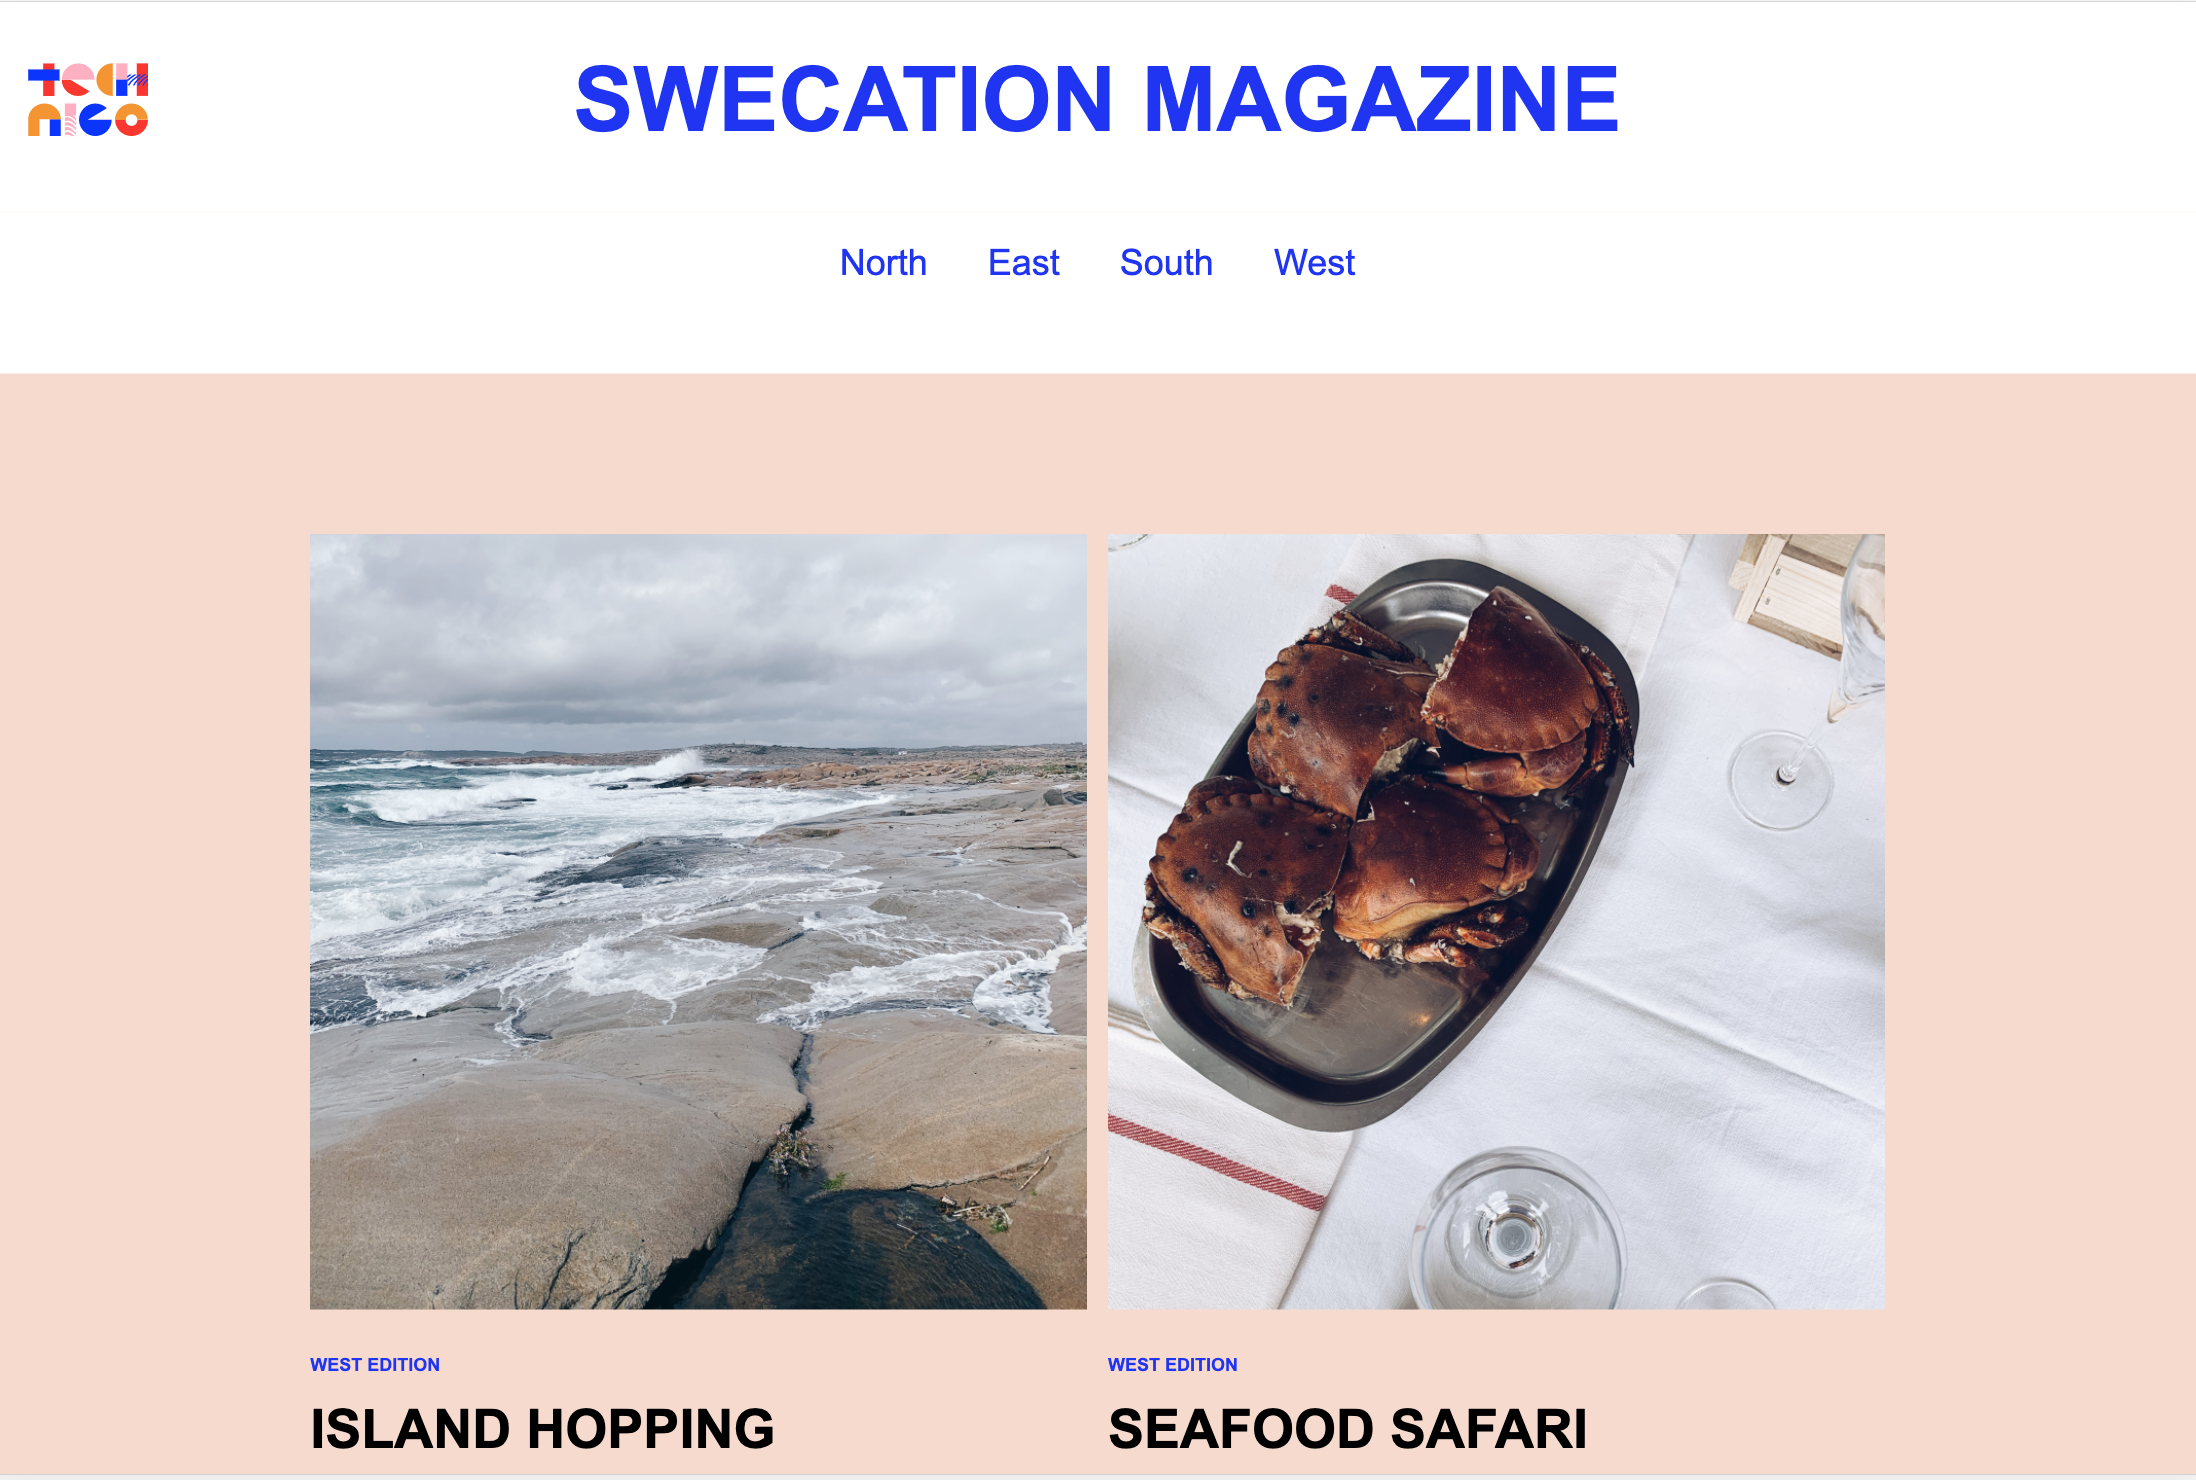 tech
nico
SWECATION MAGAZINE
North East South West
WEST EDITION
ISLAND HOPPING
WEST EDITION
SEAFOOD SAFARI